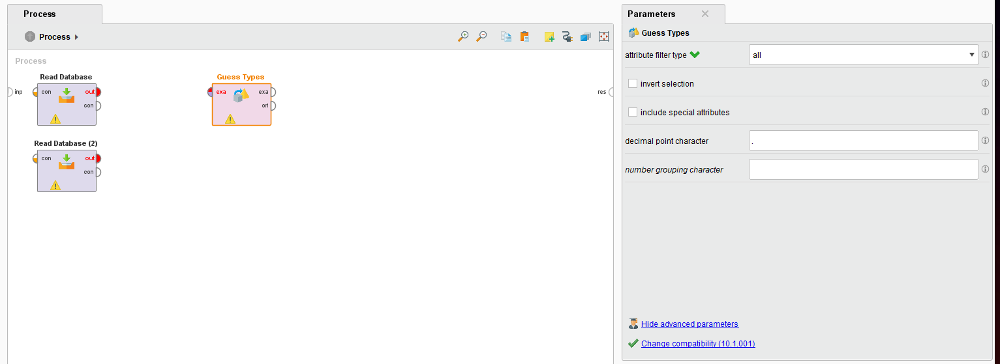 Process
Process
Process
Read Database
inp
con
out
con
Guess Types
exa
exa
ori
res
Read Database (2)
con
out
con
Parameters
Guess Types
attribute filter type
all
invert selection
include special attributes
decimal point character
.
number grouping character
Hide advanced parameters
Change compatibility (10.1.001)